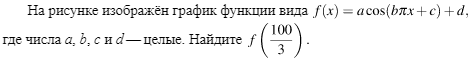 На рисунке изображён график функции вида f(x) = a cos(bπx + c) + d,
где числа a, b, c и d — целые. Найдите f(100/3).